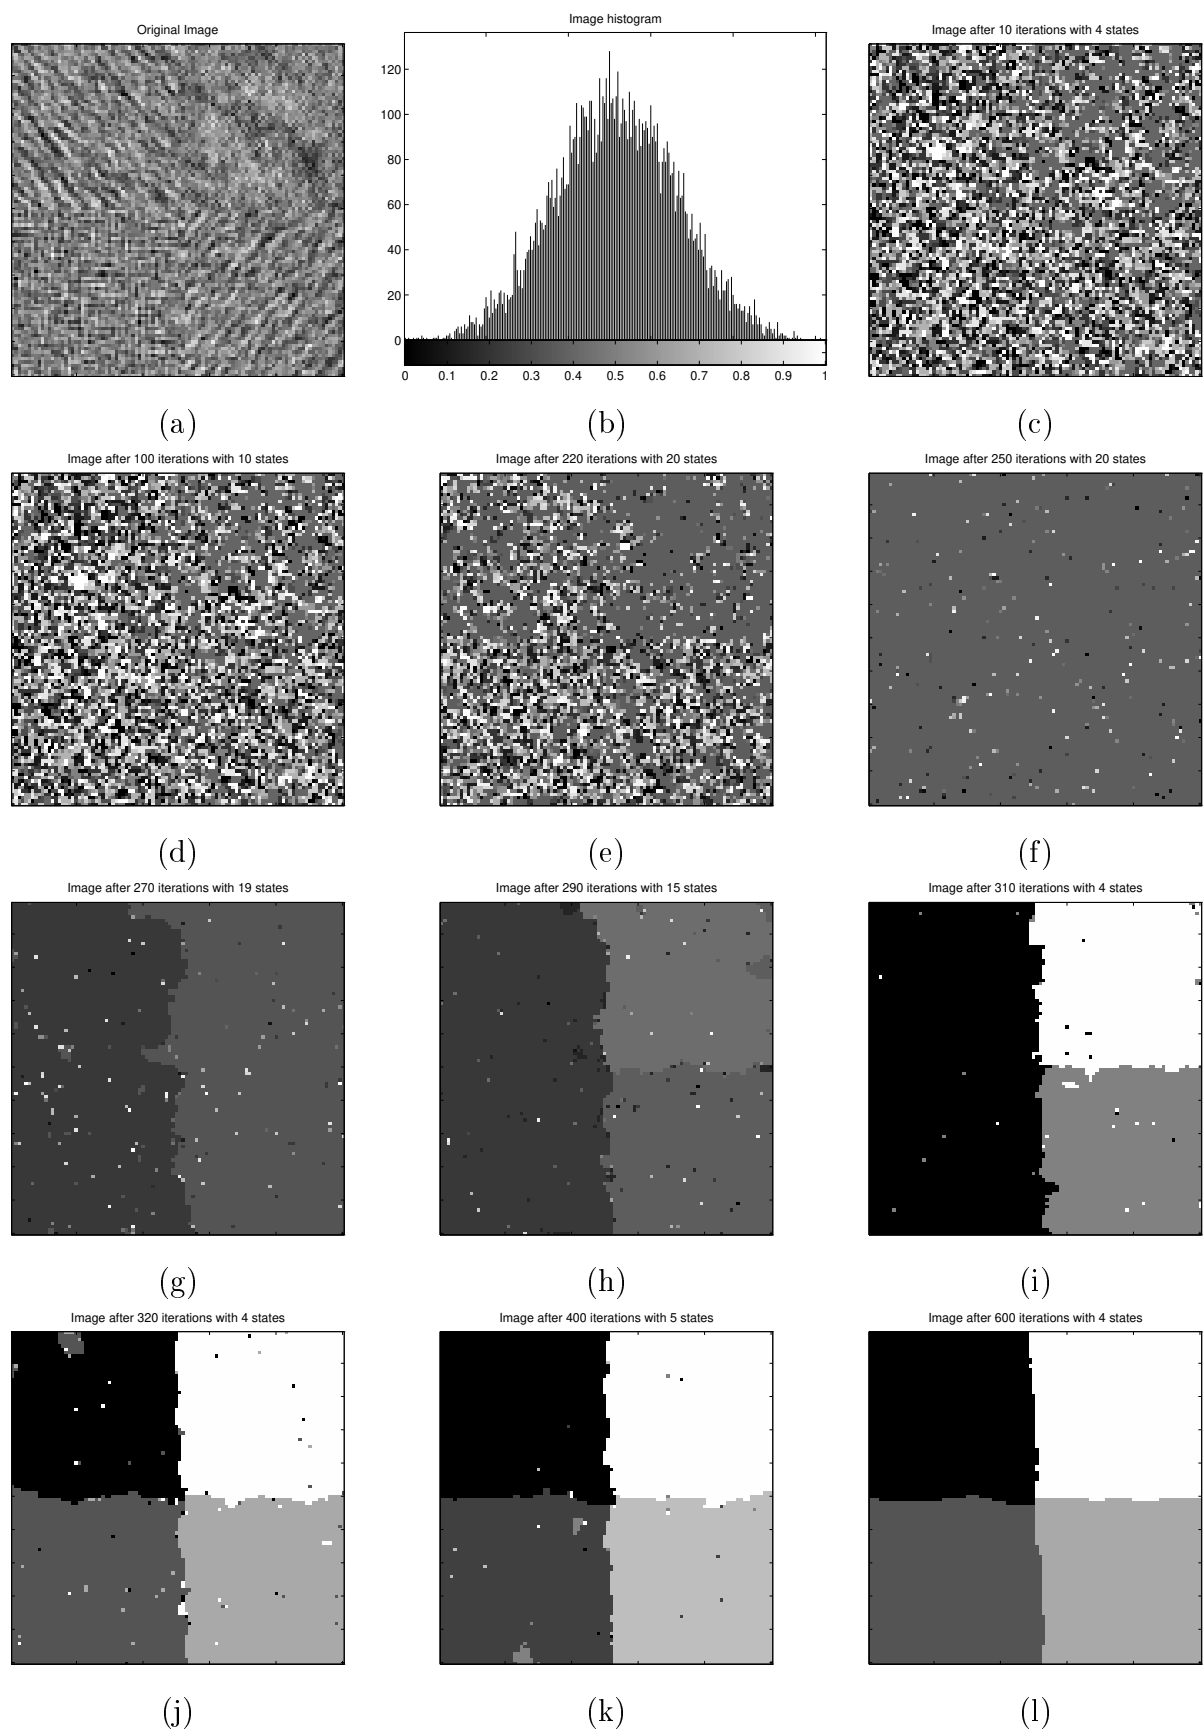 Original Image
Image histogram
Image after 10 iterations with 4 states
120
100
80
60
40
20
0
0 0.1 0.2 0.3 0.4 0.5 0.6 0.7 0.8 0.9 1
(a) (b) (c)
Image after 100 iterations with 10 states
Image after 220 iterations with 20 states
Image after 250 iterations with 20 states
(d) (e) (f)
Image after 270 iterations with 19 states
Image after 290 iterations with 15 states
Image after 310 iterations with 4 states
(g) (h) (i)
Image after 320 iterations with 4 states
Image after 400 iterations with 5 states
Image after 600 iterations with 4 states
(j) (k) (l)